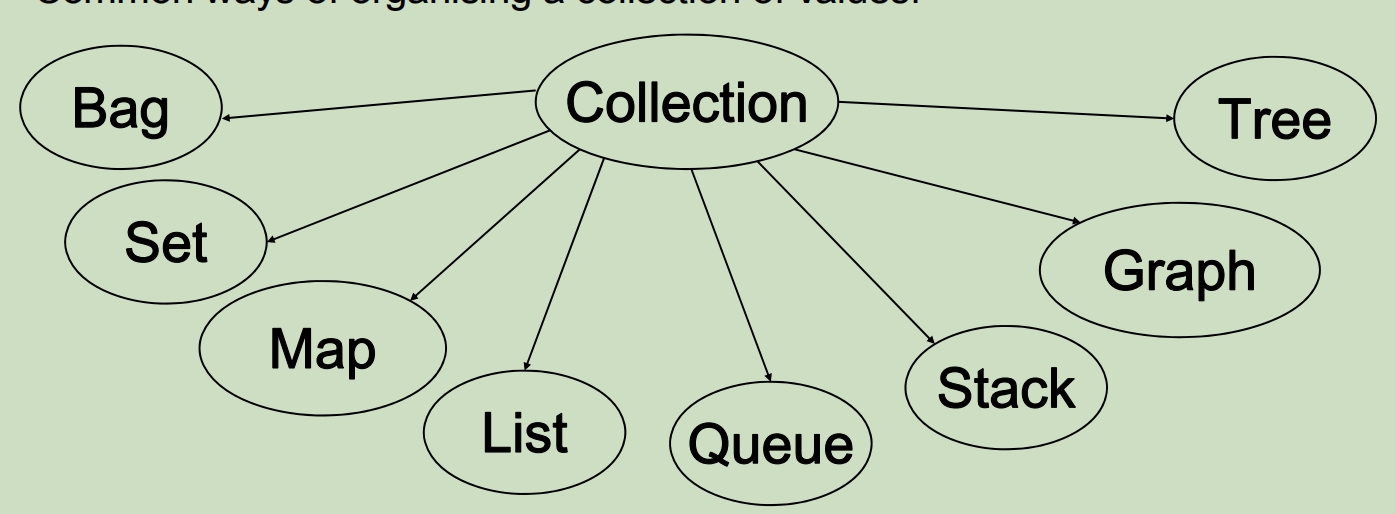 Common ways of organising a collection of values:
Collection
Bag
Tree
Set
Graph
Map
Stack
List
Queue